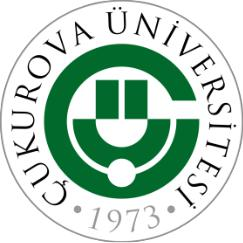 ÇUKUROVA ÜNİVERSİTESİ
• 1973 •